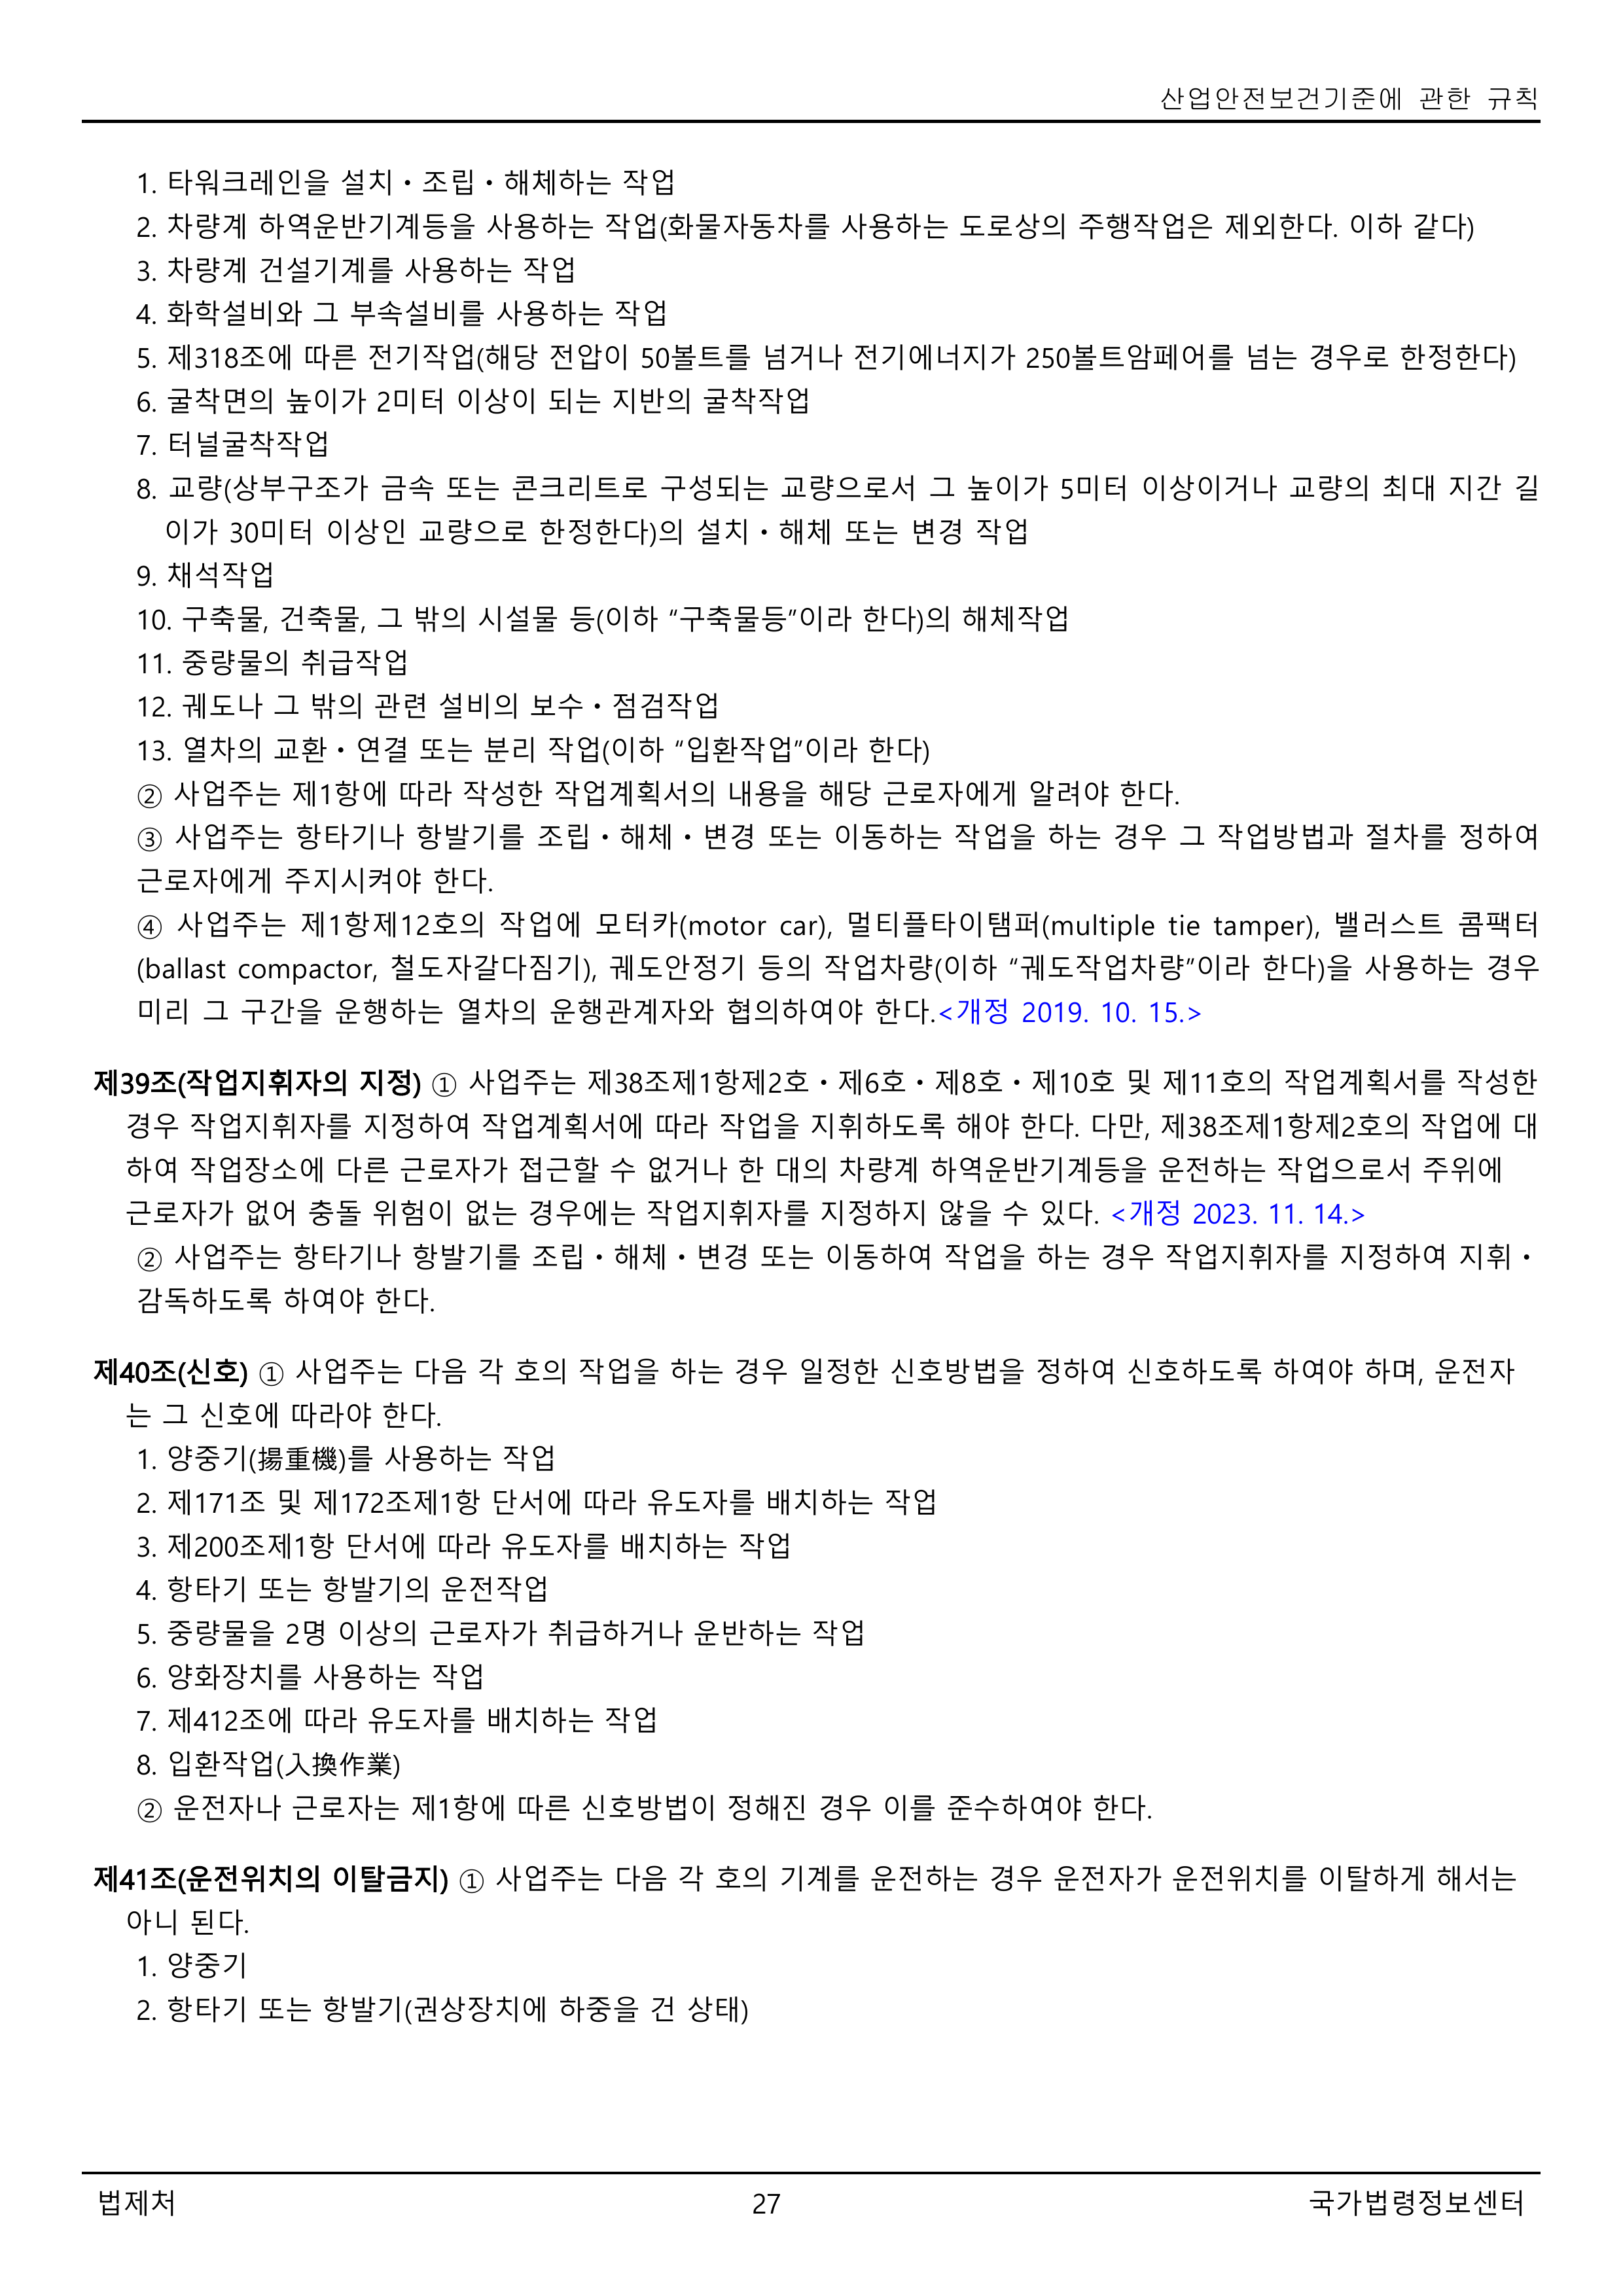 산업안전보건기준에 관한 규칙
1. 타워크레인을 설치ㆍ조립ㆍ해체하는 작업
2. 차량계 하역운반기계등을 사용하는 작업(화물자동차를 사용하는 도로상의 주행작업은 제외한다. 이하 같다)
3. 차량계 건설기계를 사용하는 작업
4. 화학설비와 그 부속설비를 사용하는 작업
5. 제318조에 따른 전기작업(해당 전압이 50볼트를 넘거나 전기에너지가 250볼트암페어를 넘는 경우로 한정한다)
6. 굴착면의 높이가 2미터 이상이 되는 지반의 굴착작업
7. 터널굴착작업
8. 교량(상부구조가 금속 또는 콘크리트로 구성되는 교량으로서 그 높이가 5미터 이상이거나 교량의 최대 지간 길
이가 30미터 이상인 교량으로 한정한다)의 설치ㆍ해체 또는 변경 작업
9. 채석작업
10. 구축물, 건축물, 그 밖의 시설물 등(이하 “구축물등”이라 한다)의 해체작업
11. 중량물의 취급작업
12. 궤도나 그 밖의 관련 설비의 보수ㆍ점검작업
13. 열차의 교환ㆍ연결 또는 분리 작업(이하 “입환작업”이라 한다)
② 사업주는 제1항에 따라 작성한 작업계획서의 내용을 해당 근로자에게 알려야 한다.
③ 사업주는 항타기나 항발기를 조립ㆍ해체ㆍ변경 또는 이동하는 작업을 하는 경우 그 작업방법과 절차를 정하여
근로자에게 주지시켜야 한다.
④ 사업주는 제1항제12호의 작업에 모터카(motor car), 멀티플타이탬퍼(multiple tie tamper), 밸러스트 콤팩터
(ballast compactor, 철도자갈다짐기), 궤도안정기 등의 작업차량(이하 “궤도작업차량”이라 한다)을 사용하는 경우
미리 그 구간을 운행하는 열차의 운행관계자와 협의하여야 한다.<개정 2019. 10. 15.>
제39조(작업지휘자의 지정) ① 사업주는 제38조제1항제2호ㆍ제6호ㆍ제8호ㆍ제10호 및 제11호의 작업계획서를 작성한
경우 작업지휘자를 지정하여 작업계획서에 따라 작업을 지휘하도록 해야 한다. 다만, 제38조제1항제2호의 작업에 대
하여 작업장소에 다른 근로자가 접근할 수 없거나 한 대의 차량계 하역운반기계등을 운전하는 작업으로서 주위에
근로자가 없어 충돌 위험이 없는 경우에는 작업지휘자를 지정하지 않을 수 있다. <개정 2023. 11. 14.>
② 사업주는 항타기나 항발기를 조립ㆍ해체ㆍ변경 또는 이동하여 작업을 하는 경우 작업지휘자를 지정하여 지휘ㆍ
감독하도록 하여야 한다.
제40조(신호) ① 사업주는 다음 각 호의 작업을 하는 경우 일정한 신호방법을 정하여 신호하도록 하여야 하며, 운전자
는 그 신호에 따라야 한다.
1. 양중기(揚重機)를 사용하는 작업
2. 제171조 및 제172조제1항 단서에 따라 유도자를 배치하는 작업
3. 제200조제1항 단서에 따라 유도자를 배치하는 작업
4. 항타기 또는 항발기의 운전작업
5. 중량물을 2명 이상의 근로자가 취급하거나 운반하는 작업
6. 양화장치를 사용하는 작업
7. 제412조에 따라 유도자를 배치하는 작업
8. 입환작업(入換作業)
② 운전자나 근로자는 제1항에 따른 신호방법이 정해진 경우 이를 준수하여야 한다.
제41조(운전위치의 이탈금지) ① 사업주는 다음 각 호의 기계를 운전하는 경우 운전자가 운전위치를 이탈하게 해서는
아니 된다.
1. 양중기
2. 항타기 또는 항발기(권상장치에 하중을 건 상태)
법제처 27 국가법령정보센터